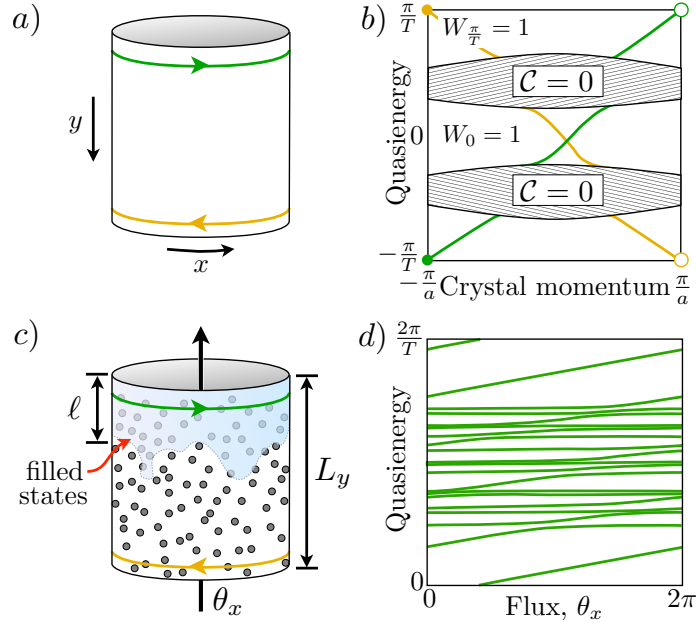 a)
y
x
b)
π/T
W_{π/T} = 1
C = 0
Quasienergy
0
W_0 = 1
C = 0
−π/T
−π/a
Crystal momentum
π/a
c)
ℓ
filled
states
L_y
θ_x
d)
2π/T
Quasienergy
0
0
Flux, θ_x
2π